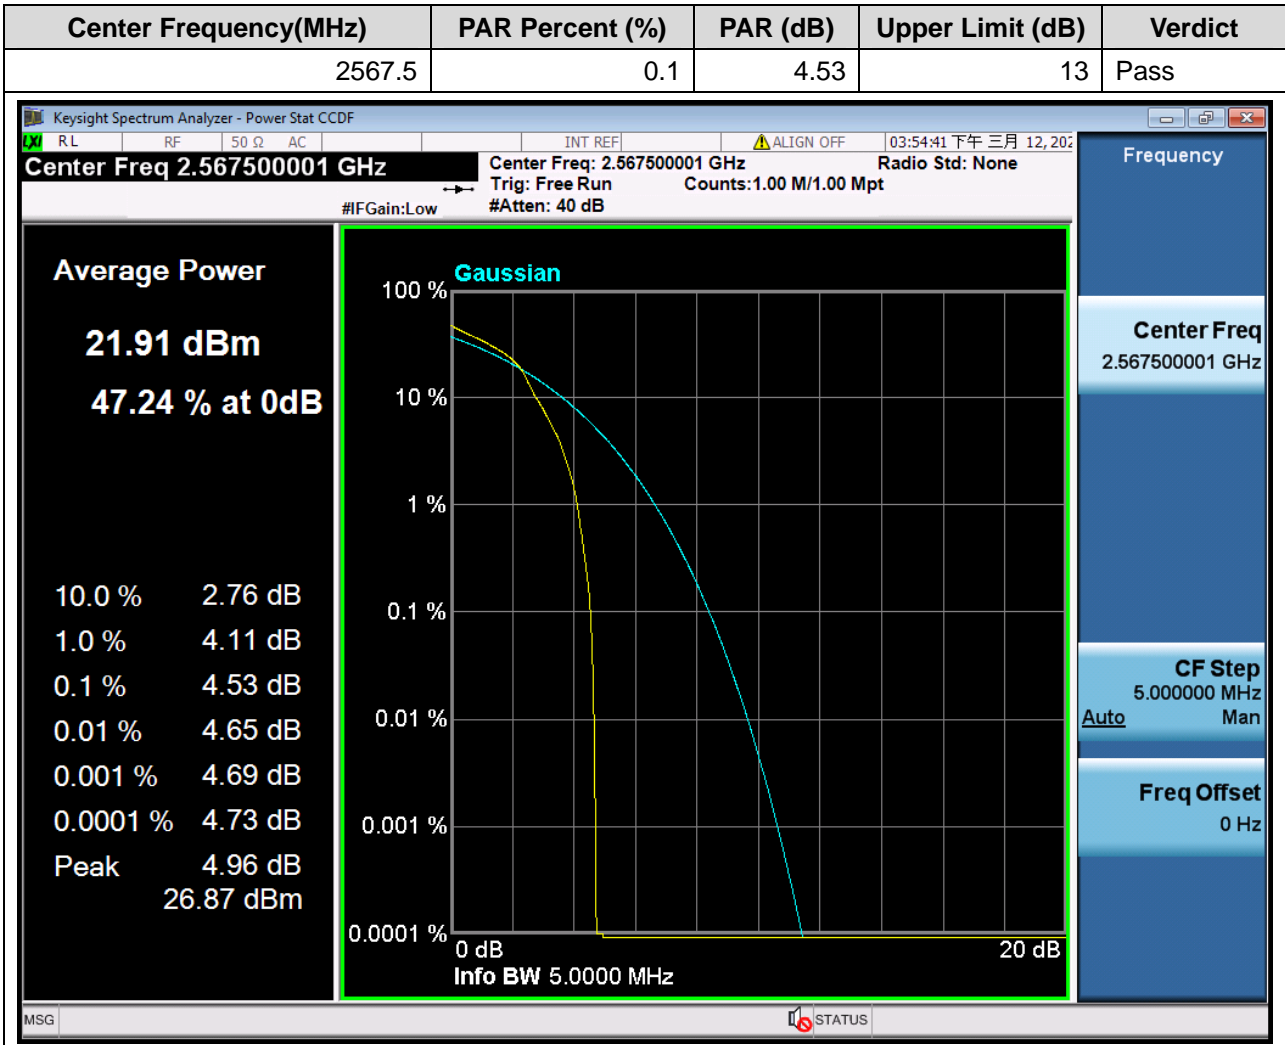 Center Frequency(MHz) PAR Percent (%) PAR (dB) Upper Limit (dB) Verdict
2567.5 0.1 4.53 13 Pass
Keysight Spectrum Analyzer - Power Stat CCDF
LXI RL RF 50 Ω AC INT REF ALIGN OFF 03:54:41 下午 三月 12, 202
Center Freq 2.567500001 GHz
#IFGain:Low
Center Freq: 2.567500001 GHz Radio Std: None
Trig: Free Run Counts:1.00 M/1.00 Mpt
#Atten: 40 dB
Frequency
Average Power
21.91 dBm
47.24 % at 0dB
10.0 % 2.76 dB
1.0 % 4.11 dB
0.1 % 4.53 dB
0.01 % 4.65 dB
0.001 % 4.69 dB
0.0001 % 4.73 dB
Peak 4.96 dB
26.87 dBm
Gaussian
100 %
10 %
1 %
0.1 %
0.01 %
0.001 %
0.0001 %
0 dB 20 dB
Info BW 5.0000 MHz
Center Freq
2.567500001 GHz
CF Step
5.000000 MHz
Auto Man
Freq Offset
0 Hz
MSG STATUS